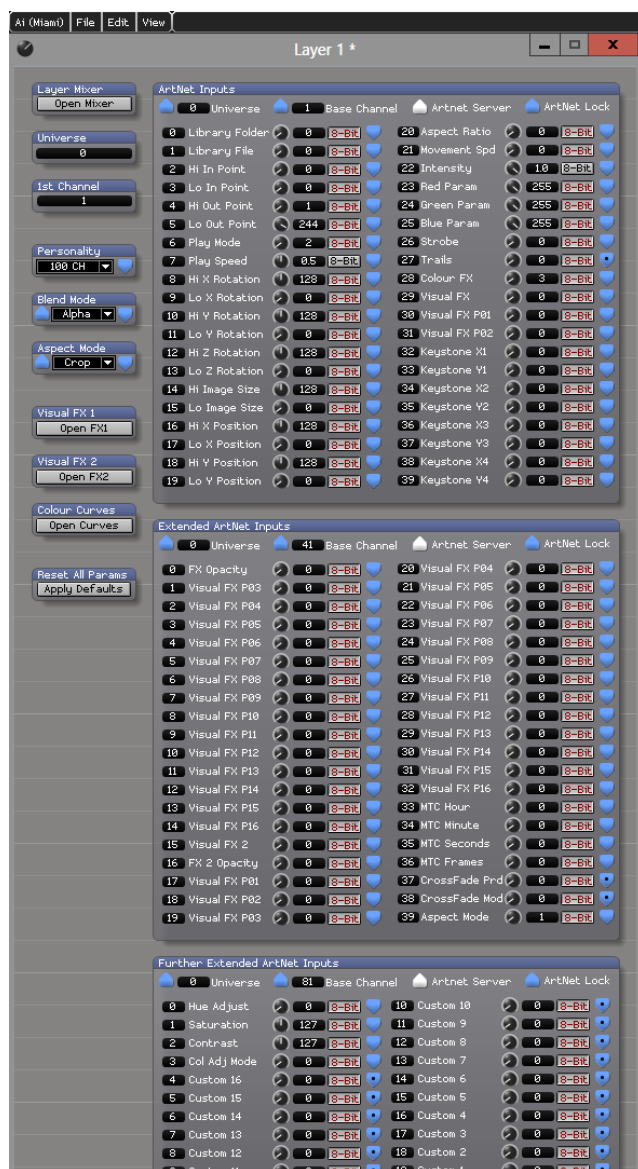 Ai (Miami) File Edit View
Layer 1 *
x
Layer Mixer
Open Mixer
Universe
0
1st Channel
1
Personality
100 CH
Blend Mode
Alpha
Aspect Mode
Crop
Visual FX 1
Open FX1
Visual FX 2
Open FX2
Colour Curves
Open Curves
Reset All Params
Apply Defaults
ArtNet Inputs
0 Universe 1 Base Channel Artnet Server ArtNet Lock
0 Library Folder 0 8-Bit 20 Aspect Ratio 0 8-Bit
1 Library File 0 8-Bit 21 Movement Spd 0 8-Bit
2 Hi In Point 0 8-Bit 22 Intensity 1.0 8-Bit
3 Lo In Point 0 8-Bit 23 Red Param 255 8-Bit
4 Hi Out Point 1 8-Bit 24 Green Param 255 8-Bit
5 Lo Out Point 244 8-Bit 25 Blue Param 255 8-Bit
6 Play Mode 2 8-Bit 26 Strobe 0 8-Bit
7 Play Speed 0.5 8-Bit 27 Trails 0 8-Bit
8 Hi X Rotation 128 8-Bit 28 Colour FX 3 8-Bit
9 Lo X Rotation 0 8-Bit 29 Visual FX 0 8-Bit
10 Hi Y Rotation 128 8-Bit 30 Visual FX P01 0 8-Bit
11 Lo Y Rotation 0 8-Bit 31 Visual FX P02 0 8-Bit
12 Hi Z Rotation 128 8-Bit 32 Keystone X1 0 8-Bit
13 Lo Z Rotation 0 8-Bit 33 Keystone Y1 0 8-Bit
14 Hi Image Size 128 8-Bit 34 Keystone X2 0 8-Bit
15 Lo Image Size 0 8-Bit 35 Keystone Y2 0 8-Bit
16 Hi X Position 128 8-Bit 36 Keystone X3 0 8-Bit
17 Lo X Position 0 8-Bit 37 Keystone Y3 0 8-Bit
18 Hi Y Position 128 8-Bit 38 Keystone X4 0 8-Bit
19 Lo Y Position 0 8-Bit 39 Keystone Y4 0 8-Bit
Extended ArtNet Inputs
0 Universe 41 Base Channel Artnet Server ArtNet Lock
0 FX Opacity 0 8-Bit 20 Visual FX P04 0 8-Bit
1 Visual FX P03 0 8-Bit 21 Visual FX P05 0 8-Bit
2 Visual FX P04 0 8-Bit 22 Visual FX P06 0 8-Bit
3 Visual FX P05 0 8-Bit 23 Visual FX P07 0 8-Bit
4 Visual FX P06 0 8-Bit 24 Visual FX P08 0 8-Bit
5 Visual FX P07 0 8-Bit 25 Visual FX P09 0 8-Bit
6 Visual FX P08 0 8-Bit 26 Visual FX P10 0 8-Bit
7 Visual FX P09 0 8-Bit 27 Visual FX P11 0 8-Bit
8 Visual FX P10 0 8-Bit 28 Visual FX P12 0 8-Bit
9 Visual FX P11 0 8-Bit 29 Visual FX P13 0 8-Bit
10 Visual FX P12 0 8-Bit 30 Visual FX P14 0 8-Bit
11 Visual FX P13 0 8-Bit 31 Visual FX P15 0 8-Bit
12 Visual FX P14 0 8-Bit 32 Visual FX P16 0 8-Bit
13 Visual FX P15 0 8-Bit 33 MTC Hour 0 8-Bit
14 Visual FX P16 0 8-Bit 34 MTC Minute 0 8-Bit
15 Visual FX 2 0 8-Bit 35 MTC Seconds 0 8-Bit
16 FX 2 Opacity 0 8-Bit 36 MTC Frames 0 8-Bit
17 Visual FX P01 0 8-Bit 37 CrossFade Prd 0 8-Bit
18 Visual FX P02 0 8-Bit 38 CrossFade Mod 0 8-Bit
19 Visual FX P03 0 8-Bit 39 Aspect Mode 1 8-Bit
Further Extended ArtNet Inputs
0 Universe 81 Base Channel Artnet Server ArtNet Lock
0 Hue Adjust 0 8-Bit 10 Custom 10 0 8-Bit
1 Saturation 127 8-Bit 11 Custom 9 0 8-Bit
2 Contrast 127 8-Bit 12 Custom 8 0 8-Bit
3 Col Adj Mode 0 8-Bit 13 Custom 7 0 8-Bit
4 Custom 16 0 8-Bit 14 Custom 6 0 8-Bit
5 Custom 15 0 8-Bit 15 Custom 5 0 8-Bit
6 Custom 14 0 8-Bit 16 Custom 4 0 8-Bit
7 Custom 13 0 8-Bit 17 Custom 3 0 8-Bit
8 Custom 12 0 8-Bit 18 Custom 2 0 8-Bit